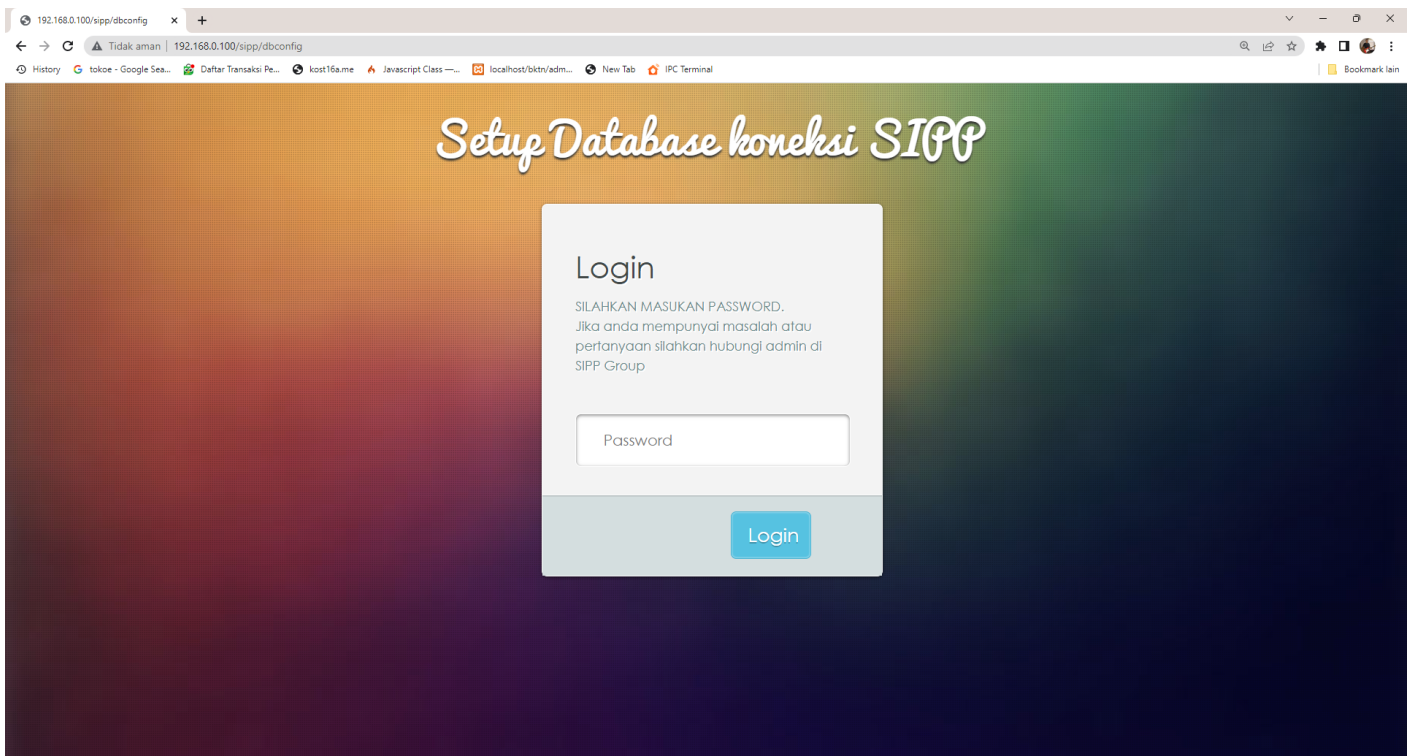 192.168.0.100/sipp/dbconfig
Tidak aman | 192.168.0.100/sipp/dbconfig
History tokoe - Google Sea... Daftar Transaksi Pe... kost16a.me Javascript Class —... localhost/bktn/adm... New Tab IPC Terminal Bookmark lain
Setup Database koneksi SIPP
Login
SILAHKAN MASUKAN PASSWORD.
Jika anda mempunyai masalah atau
pertanyaan silahkan hubungi admin di
SIPP Group
Password
Login